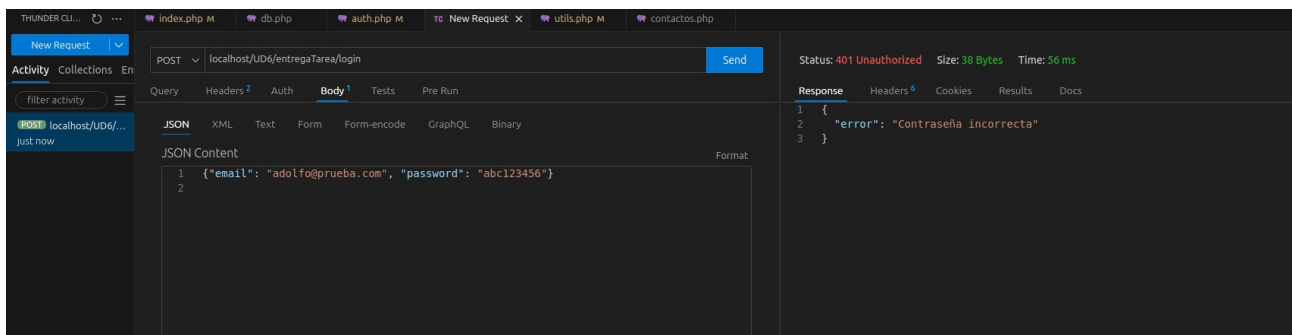 THUNDER CLI... ...
index.php M db.php auth.php M TC New Request X utils.php M contactos.php
New Request
Activity Collections En
filter activity
POST localhost/UD6/...
just now
POST localhost/UD6/entregaTarea/login Send
Query Headers 2 Auth Body 1 Tests Pre Run
JSON XML Text Form Form-encode GraphQL Binary
JSON Content Format
1 {"email": "adolfo@prueba.com", "password": "abc123456"}
2
Status: 401 Unauthorized Size: 38 Bytes Time: 56 ms
Response Headers 6 Cookies Results Docs
1 {
2 "error": "Contraseña incorrecta"
3 }